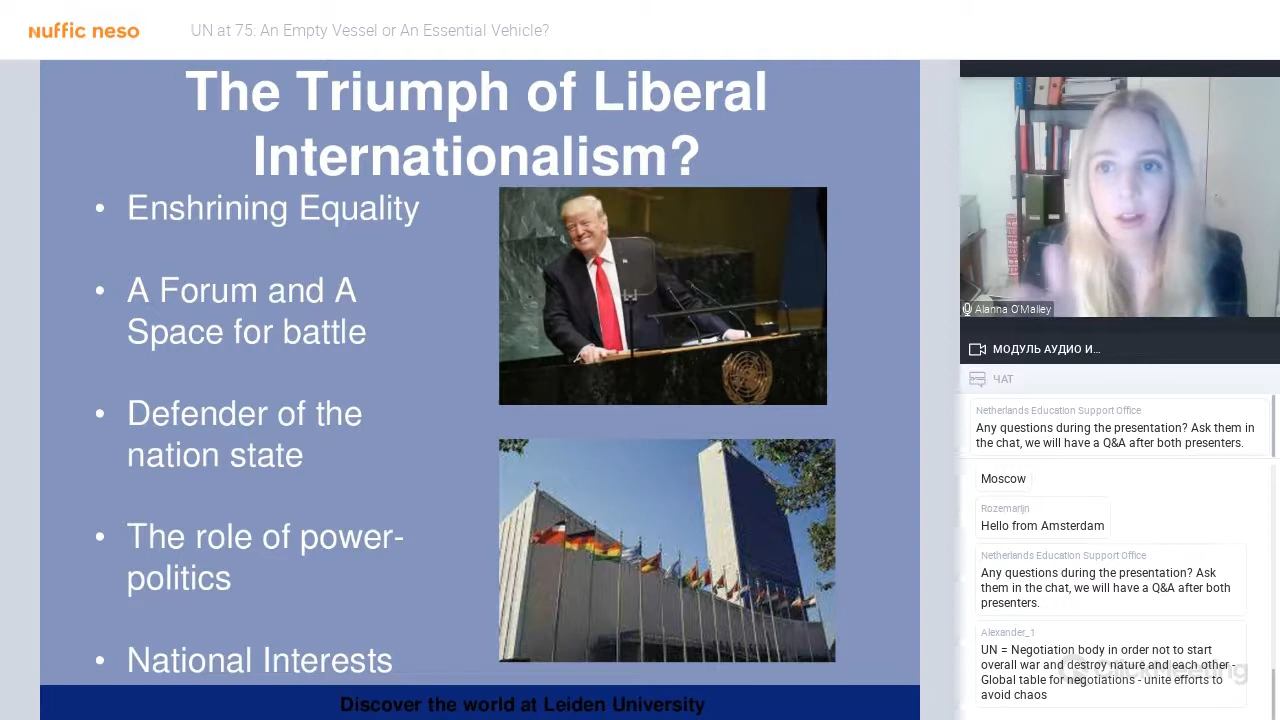 Nuffic neso
UN at 75: An Empty Vessel or An Essential Vehicle?
The Triumph of Liberal
Internationalism?
• Enshrining Equality
• A Forum and A
Space for battle
• Defender of the
nation state
• The role of power-
politics
• National Interests
Discover the world at Leiden University
Alanna O'Malley
МОДУЛЬ АУДИО И...
ЧАТ
Netherlands Education Support Office
Any questions during the presentation? Ask them in
the chat, we will have a Q&A after both presenters.
Moscow
Rozemarijn
Hello from Amsterdam
Netherlands Education Support Office
Any questions during the presentation? Ask
them in the chat, we will have a Q&A after both
presenters.
Alexander_1
UN = Negotiation body in order not to start
overall war and destroy nature and each other -
Global table for negotiations - unite efforts to
avoid chaos
ClickMeeting